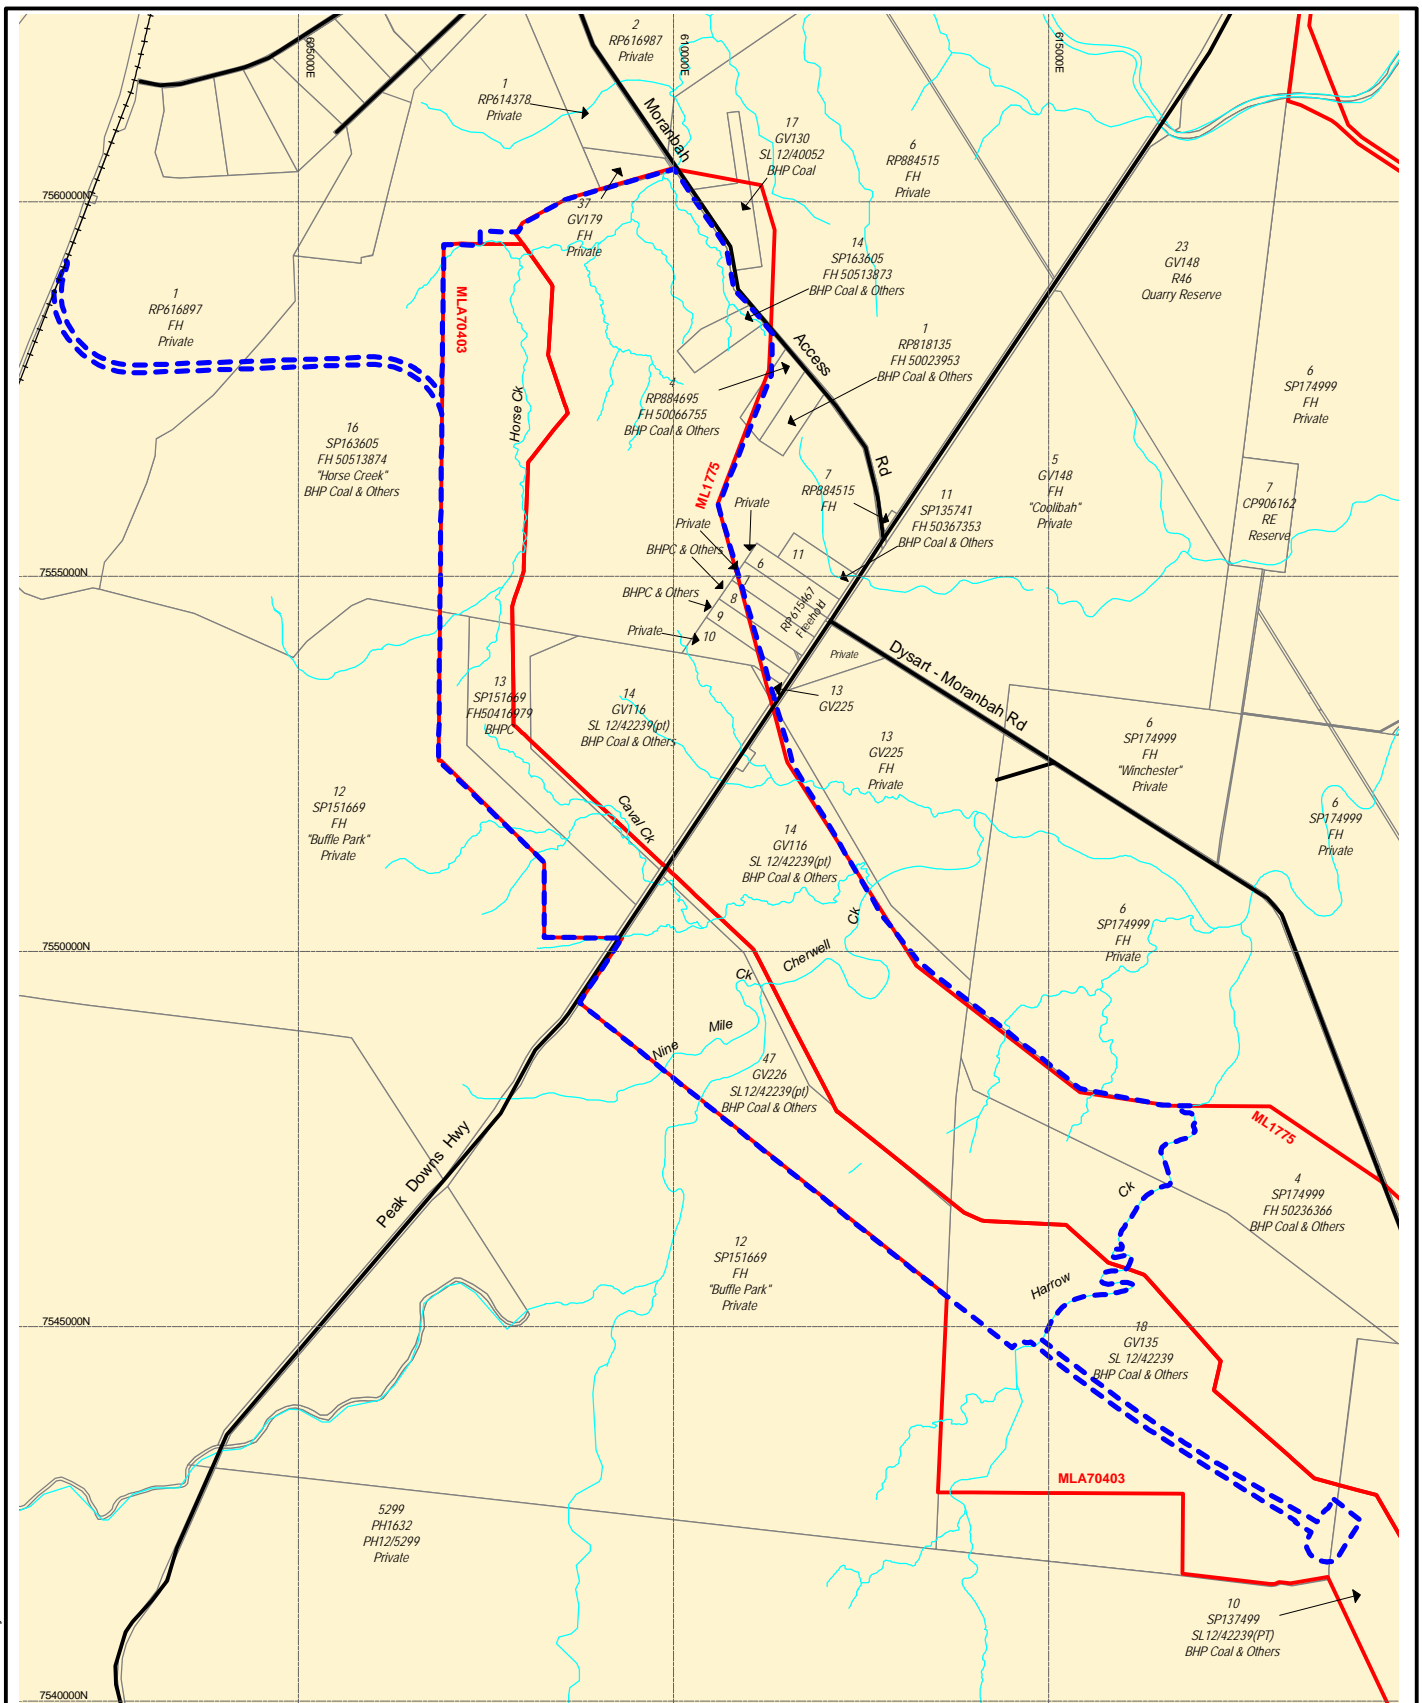 605000E
610000E
615000E
2
RP616987
Private
1
RP614378
Private
Moranbah
17
GV130
SL 12/40052
BHP Coal
6
RP884515
FH
Private
7560000N
37
GV179
FH
Private
14
SP163605
FH 50513873
BHP Coal & Others
23
GV148
R46
Quarry Reserve
1
RP616897
FH
Private
MLA70403
Access
1
RP818135
FH 50023953
BHP Coal & Others
6
SP174999
FH
Private
Horse Ck
4
RP884695
FH 50066755
BHP Coal & Others
16
SP163605
FH 50513874
"Horse Creek"
BHP Coal & Others
ML1775
Rd
7
RP884515
FH
11
SP135741
FH 50367353
BHP Coal & Others
5
GV148
FH
"Coolibah"
Private
7
CP906162
RE
Reserve
Private
Private
BHPC & Others
BHPC & Others
Private
11
6
8
9
10
RP615467
Freehold
Private
7555000N
Dysart - Moranbah Rd
13
SP151669
FH50416979
BHPC
14
GV116
SL 12/42239(pt)
BHP Coal & Others
13
GV225
13
GV225
FH
Private
6
SP174999
FH
"Winchester"
Private
12
SP151669
FH
"Buffle Park"
Private
Caval Ck
14
GV116
SL 12/42239(pt)
BHP Coal & Others
6
SP174999
FH
Private
6
SP174999
FH
Private
7550000N
Ck
Cherwell
Ck
Mile
Nine
47
GV226
SL12/42239(pt)
BHP Coal & Others
ML1775
Peak Downs Hwy
Ck
Harrow
4
SP174999
FH 50236366
BHP Coal & Others
12
SP151669
FH
"Buffle Park"
Private
7545000N
18
GV135
SL 12/42239
BHP Coal & Others
MLA70403
5299
PH1632
PH12/5299
Private
10
SP137499
SL12/42239(PT)
BHP Coal & Others
7540000N